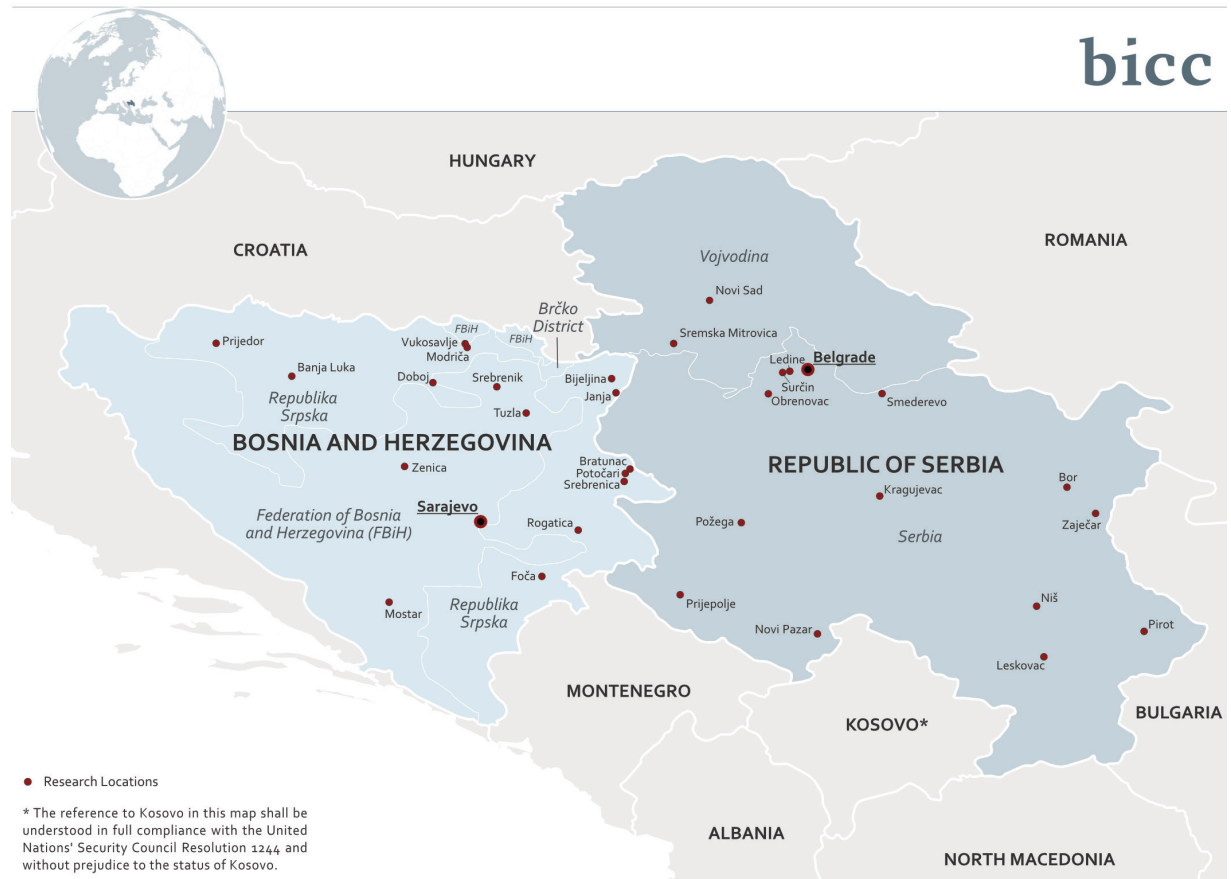 bicc
HUNGARY
CROATIA
ROMANIA
Vojvodina
Novi Sad
Brčko
District
FBiH
FBiH
Sremska Mitrovica
Prijedor
Vukosavlje
Modriča
Ledine
Belgrade
Banja Luka
Doboj
Srebrenik
Bijeljina
Surčin
Janja
Obrenovac
Smederevo
Republika
Srpska
Tuzla
BOSNIA AND HERZEGOVINA
Zenica
Bratunac
Potočari
Srebrenica
REPUBLIC OF SERBIA
Bor
Kragujevac
Sarajevo
Federation of Bosnia
and Herzegovina (FBiH)
Rogatica
Požega
Zaječar
Serbia
Foča
Mostar
Republika
Srpska
Prijepolje
Niš
Novi Pazar
Pirot
Leskovac
MONTENEGRO
KOSOVO*
BULGARIA
Research Locations
* The reference to Kosovo in this map shall be
understood in full compliance with the United
Nations' Security Council Resolution 1244 and
without prejudice to the status of Kosovo.
ALBANIA
NORTH MACEDONIA